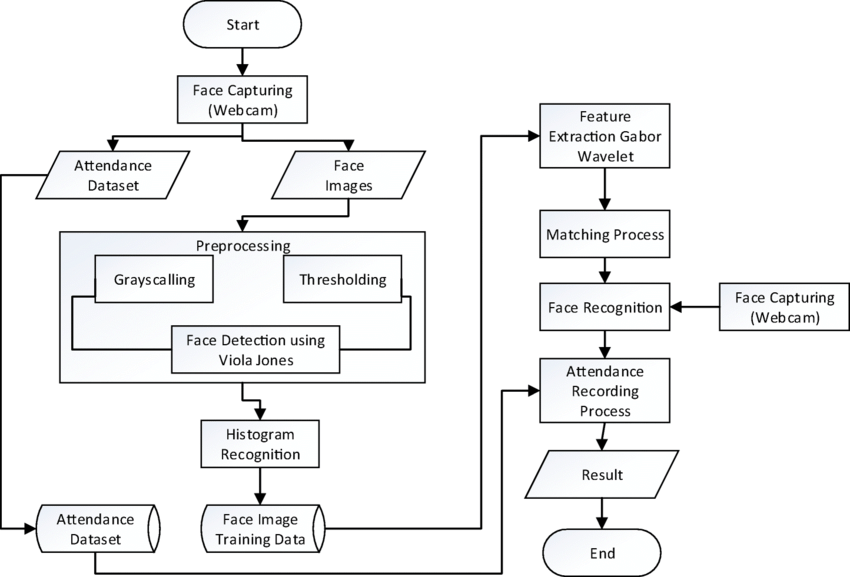 Start
Face Capturing
(Webcam)
Attendance
Dataset
Face
Images
Preprocessing
Grayscalling
Thresholding
Face Detection using
Viola Jones
Histogram
Recognition
Attendance
Dataset
Face Image
Training Data
Feature
Extraction Gabor
Wavelet
Matching Process
Face Recognition
Face Capturing
(Webcam)
Attendance
Recording
Process
Result
End